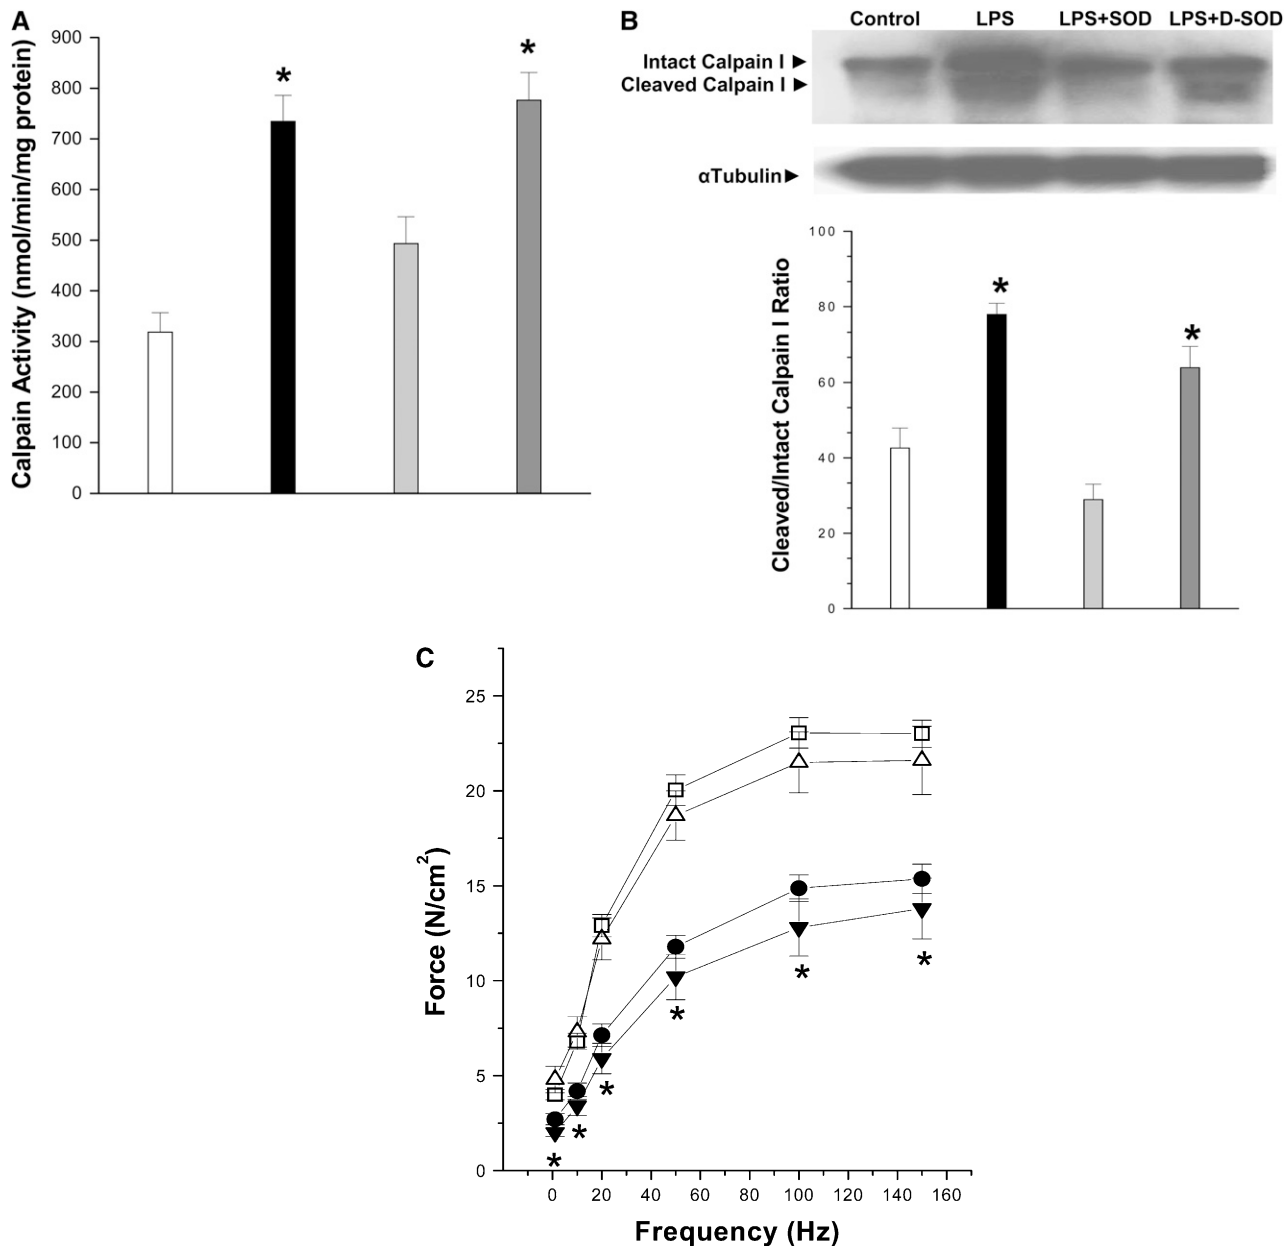 A
Calpain Activity (nmol/min/mg protein)
900
800
700
600
500
400
300
200
100
0
*
*
B
Control LPS LPS+SOD LPS+D-SOD
Intact Calpain I
Cleaved Calpain I
αTubulin
Cleaved/Intact Calpain I Ratio
100
80
60
40
20
0
*
*
C
Force (N/cm²)
25
20
15
10
5
0
*
*
*
*
*
*
0 20 40 60 80 100 120 140 160
Frequency (Hz)